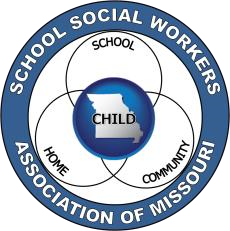 SCHOOL SOCIAL WORKERS
SCHOOL
CHILD
HOME
COMMUNITY
ASSOCIATION OF MISSOURI